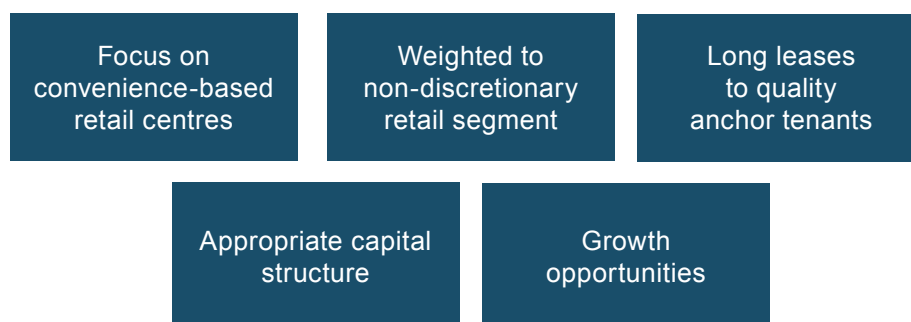 Focus on
convenience-based
retail centres
Weighted to
non-discretionary
retail segment
Long leases
to quality
anchor tenants
Appropriate capital
structure
Growth
opportunities